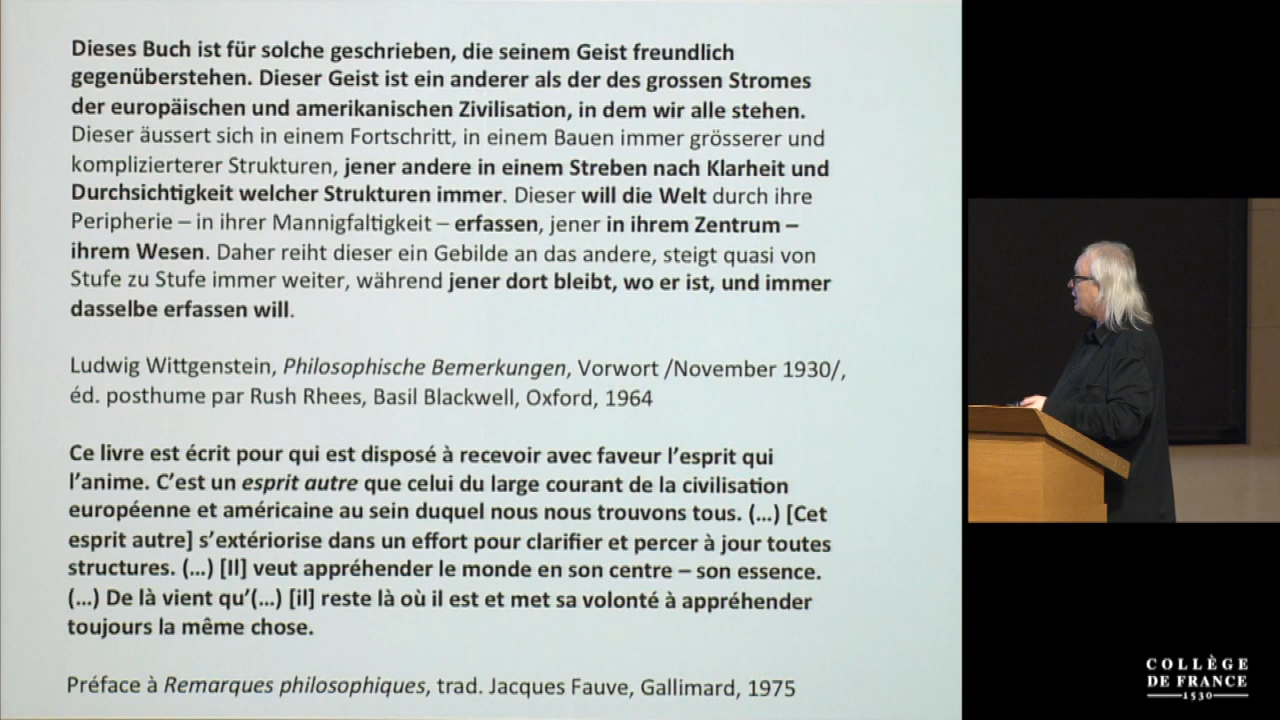 Dieses Buch ist für solche geschrieben, die seinem Geist freundlich
gegenüberstehen. Dieser Geist ist ein anderer als der des grossen Stromes
der europäischen und amerikanischen Zivilisation, in dem wir alle stehen.
Dieser äussert sich in einem Fortschritt, in einem Bauen immer grösserer und
komplizierterer Strukturen, jener andere in einem Streben nach Klarheit und
Durchsichtigkeit welcher Strukturen immer. Dieser will die Welt durch ihre
Peripherie – in ihrer Mannigfaltigkeit – erfassen, jener in ihrem Zentrum –
ihrem Wesen. Daher reiht dieser ein Gebilde an das andere, steigt quasi von
Stufe zu Stufe immer weiter, während jener dort bleibt, wo er ist, und immer
dasselbe erfassen will.
Ludwig Wittgenstein, Philosophische Bemerkungen, Vorwort /November 1930/,
éd. posthume par Rush Rhees, Basil Blackwell, Oxford, 1964
Ce livre est écrit pour qui est disposé à recevoir avec faveur l’esprit qui
l’anime. C’est un esprit autre que celui du large courant de la civilisation
européenne et américaine au sein duquel nous nous trouvons tous. (…) [Cet
esprit autre] s’extériorise dans un effort pour clarifier et percer à jour toutes
structures. (…) [Il] veut appréhender le monde en son centre – son essence.
(…) De là vient qu’(…) [il] reste là où il est et met sa volonté à appréhender
toujours la même chose.
Préface à Remarques philosophiques, trad. Jacques Fauve, Gallimard, 1975
COLLÈGE
DE FRANCE
1530